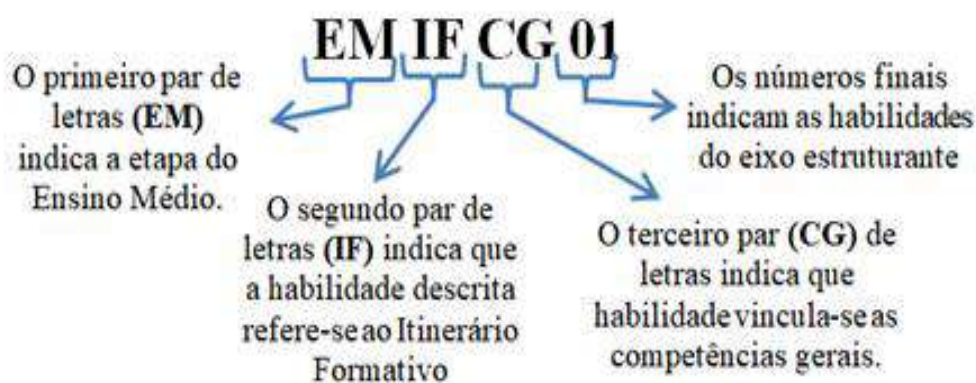 EM IF CG 01
O primeiro par de
letras (EM)
indica a etapa do
Ensino Médio.
O segundo par de
letras (IF) indica que
a habilidade descrita
refere-se ao Itinerário
Formativo
O terceiro par (CG) de
letras indica que
habilidade vincula-se as
competências gerais.
Os números finais
indicam as habilidades
do eixo estruturante